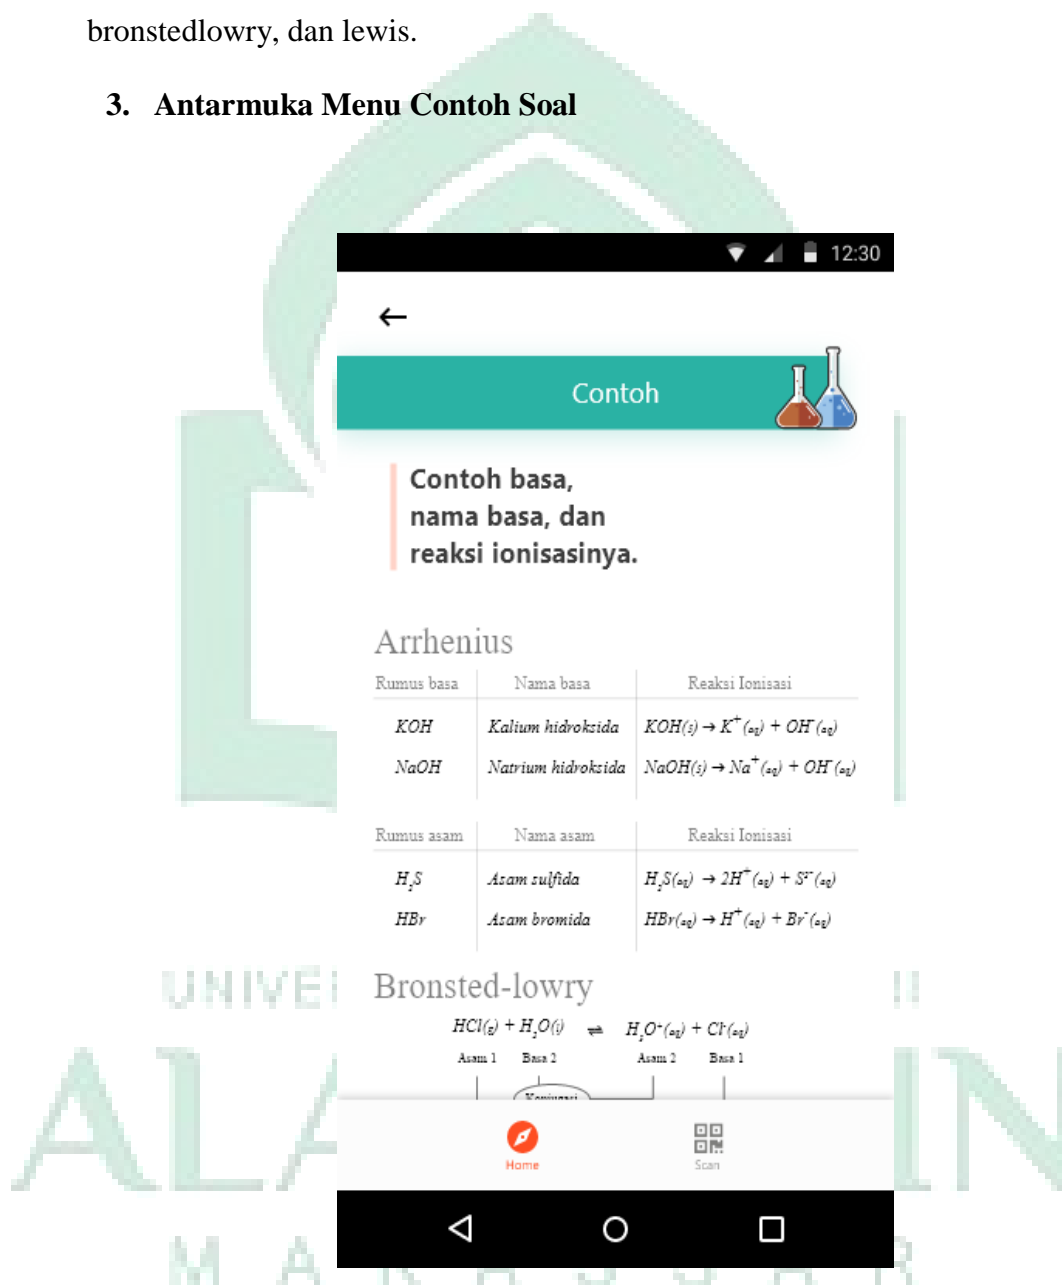 bronstedlowry, dan lewis.
3. Antarmuka Menu Contoh Soal
12:30
Contoh
Contoh basa,
nama basa, dan
reaksi ionisasinya.
Arrhenius
Rumus basa Nama basa Reaksi Ionisasi
KOH Kalium hidroksida KOH(s) → K⁺(aq) + OH⁻(aq)
NaOH Natrium hidroksida NaOH(s) → Na⁺(aq) + OH⁻(aq)
Rumus asam Nama asam Reaksi Ionisasi
H₂S Asam sulfida H₂S(aq) → 2H⁺(aq) + S²⁻(aq)
HBr Asam bromida HBr(aq) → H⁺(aq) + Br⁻(aq)
Bronsted-lowry
HCl(g) + H₂O(l) ⇌ H₃O⁺(aq) + Cl⁻(aq)
Asam 1 Basa 2 Asam 2 Basa 1
Home Scan